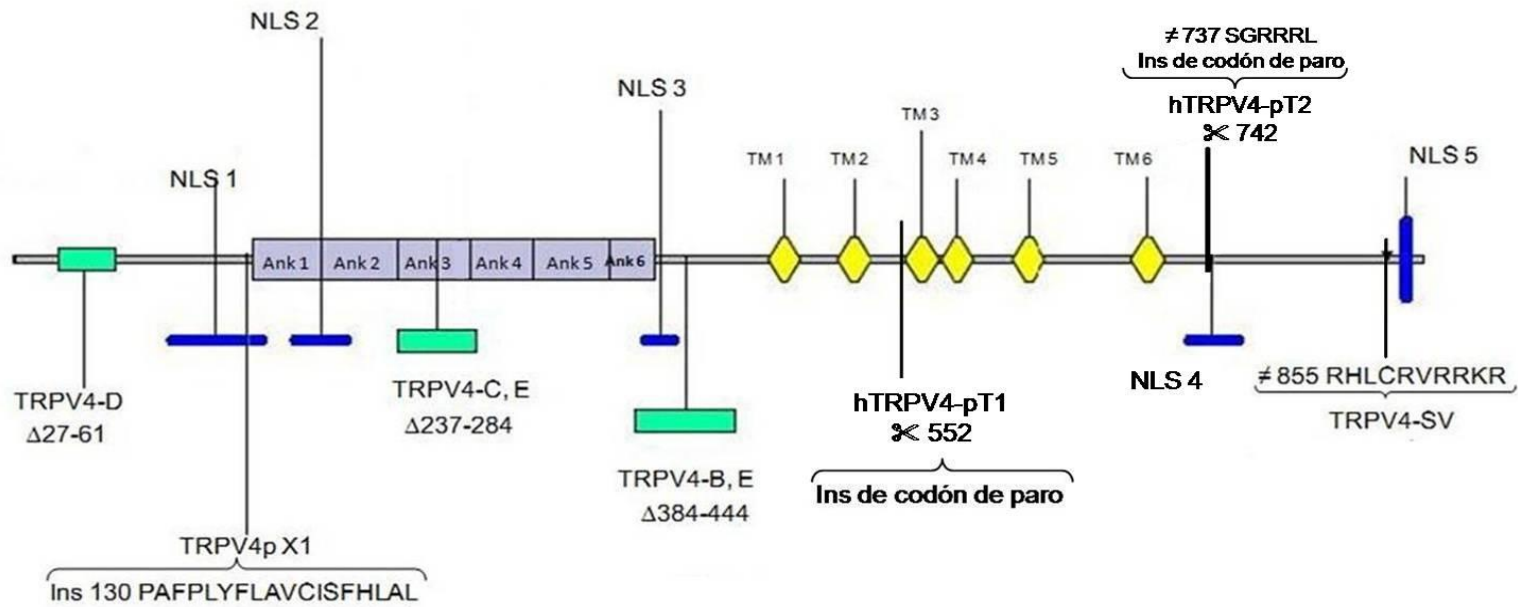 NLS 2
≠ 737 SGRRRL
Ins de codón de paro
hTRPV4-pT2
✂ 742
NLS 3
TM 3
NLS 1
TM 1
TM 2
TM 4
TM 5
TM 6
NLS 5
Ank 1
Ank 2
Ank 3
Ank 4
Ank 5
Ank 6
TRPV4-D
Δ27-61
TRPV4-C, E
Δ237-284
hTRPV4-pT1
✂ 552
Ins de codón de paro
NLS 4
≠ 855 RHLCRVRRKR
TRPV4-SV
TRPV4-B, E
Δ384-444
TRPV4p X1
Ins 130 PAFPLYFLAVCISFHLAL